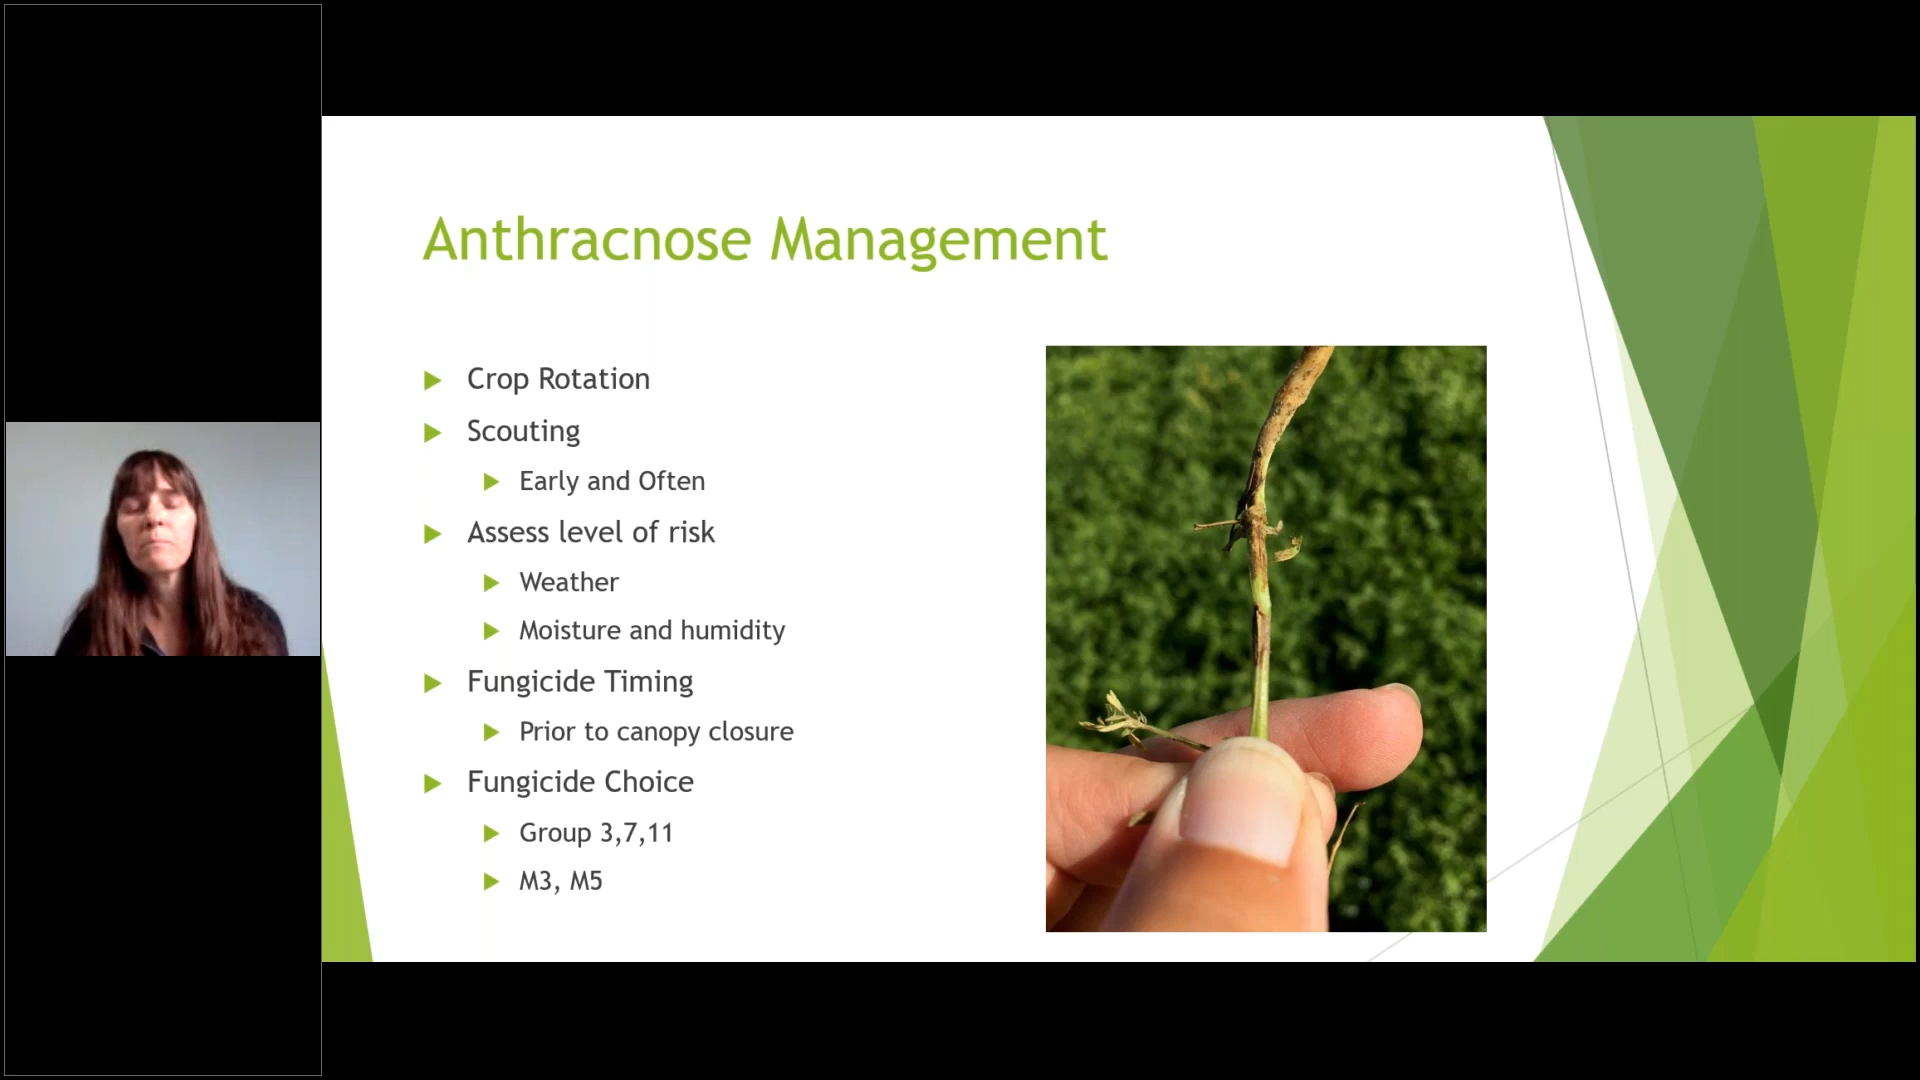 Anthracnose Management
Crop Rotation
Scouting
Early and Often
Assess level of risk
Weather
Moisture and humidity
Fungicide Timing
Prior to canopy closure
Fungicide Choice
Group 3,7,11
M3, M5